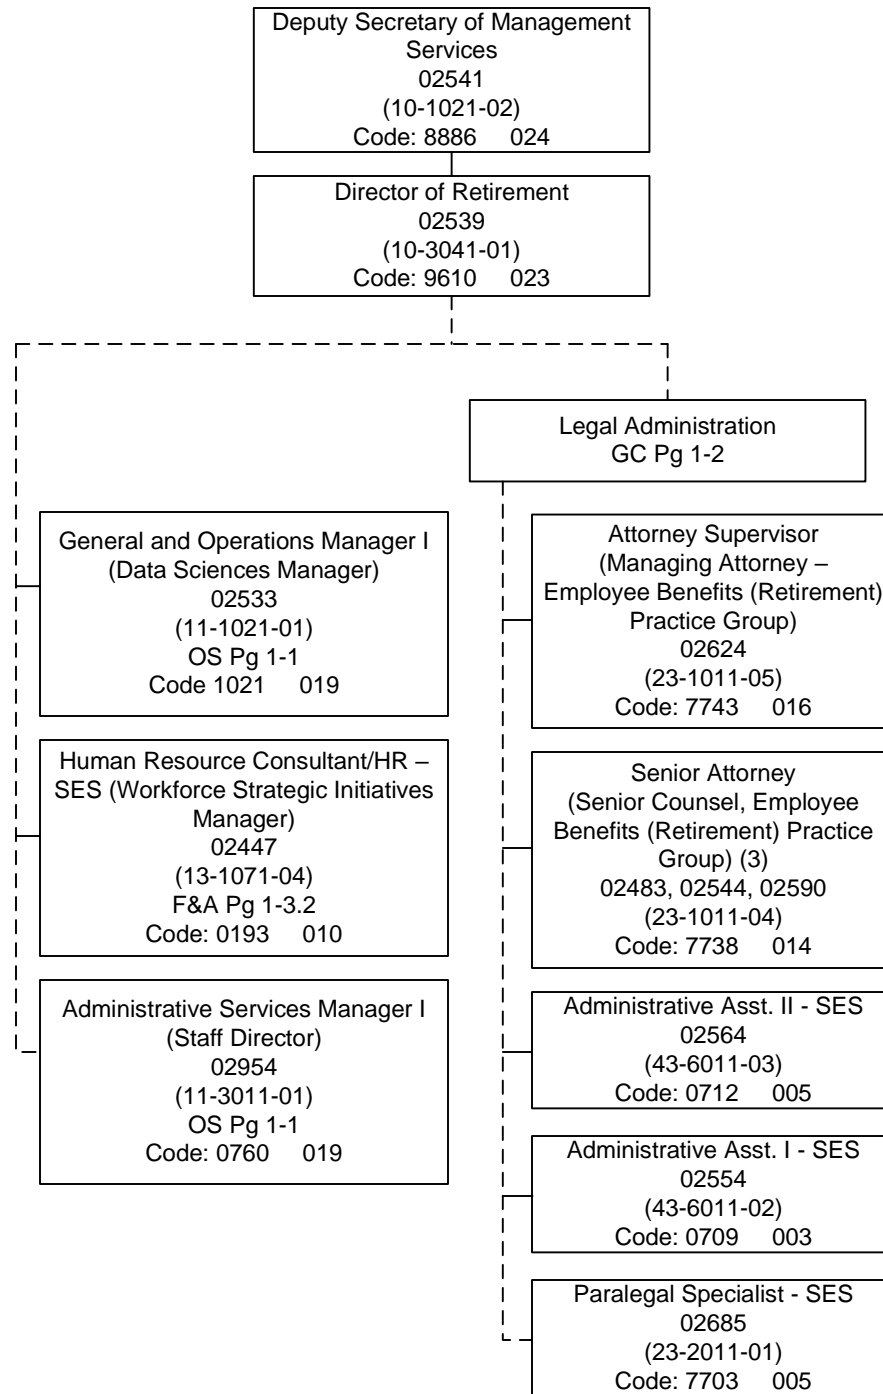 Deputy Secretary of Management
Services
02541
(10-1021-02)
Code: 8886 024
Director of Retirement
02539
(10-3041-01)
Code: 9610 023
Legal Administration
GC Pg 1-2
General and Operations Manager I
(Data Sciences Manager)
02533
(11-1021-01)
OS Pg 1-1
Code 1021 019
Human Resource Consultant/HR –
SES (Workforce Strategic Initiatives
Manager)
02447
(13-1071-04)
F&A Pg 1-3.2
Code: 0193 010
Administrative Services Manager I
(Staff Director)
02954
(11-3011-01)
OS Pg 1-1
Code: 0760 019
Attorney Supervisor
(Managing Attorney –
Employee Benefits (Retirement)
Practice Group)
02624
(23-1011-05)
Code: 7743 016
Senior Attorney
(Senior Counsel, Employee
Benefits (Retirement) Practice
Group) (3)
02483, 02544, 02590
(23-1011-04)
Code: 7738 014
Administrative Asst. II - SES
02564
(43-6011-03)
Code: 0712 005
Administrative Asst. I - SES
02554
(43-6011-02)
Code: 0709 003
Paralegal Specialist - SES
02685
(23-2011-01)
Code: 7703 005